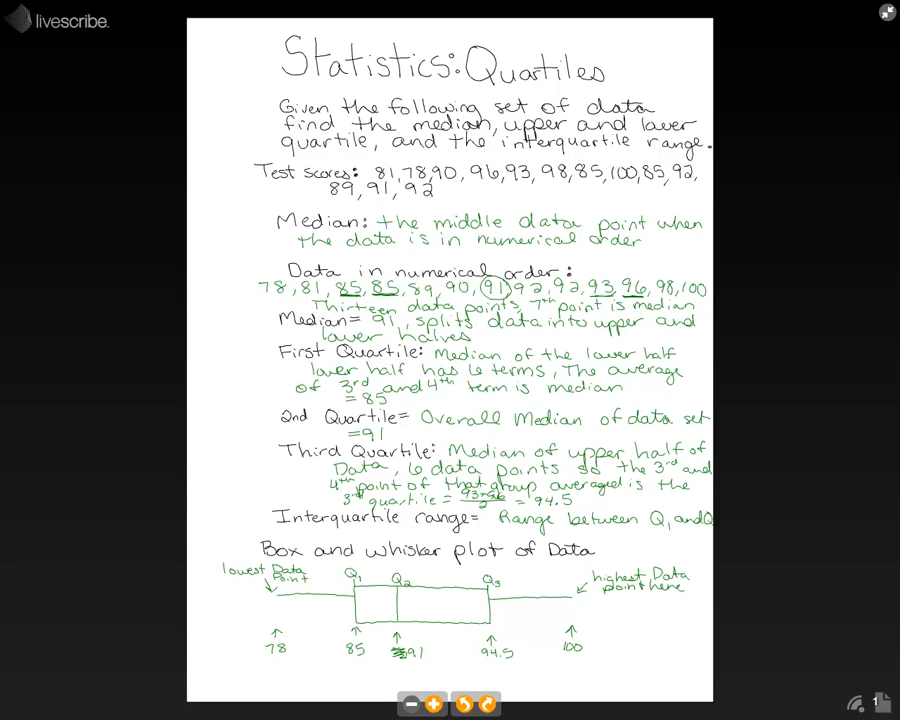 livescribe.
Statistics: Quartiles
Given the following set of data
find the median, upper and lower
quartile, and the interquartile range.
Test scores: 81,78,90, 96,93, 98,85,100,85,92,
89, 91, 92
Median: the middle data point when
the data is in numerical order
Data in numerical order:
78,81,85,85,89,90,91,92,92,93,96,98,100
Thirteen data points, 7th point is median
Median= 91, splits data into upper and
lower halves
First Quartile: Median of the lower half
lower half has 6 terms, The average
of 3rd and 4th term is median
=85
2nd Quartile= Overall Median of data set
=91
Third Quartile: Median of upper half of
Data, 6 data points so the 3rd and
4th point of that group averaged is the
3rd quartile = 93+96/2 = 94.5
Interquartile range= Range between Q1 and Q
Box and whisker plot of Data
lowest Data
Point
Q1
Q2
Q3
highest Data
point here
78
85
91
94.5
100
1